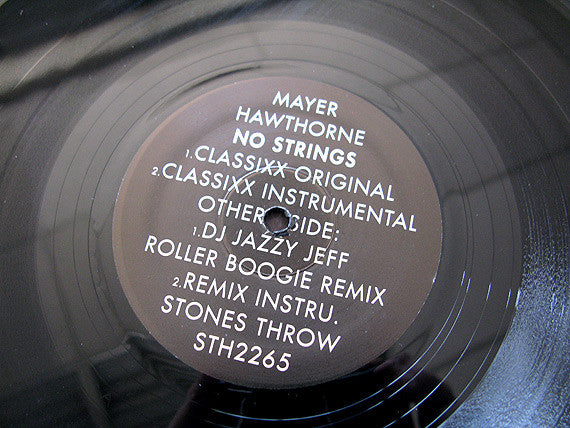 MAYER
HAWTHORNE
NO STRINGS
1.CLASSIXX ORIGINAL
2.CLASSIXX INSTRUMENTAL
OTHER SIDE:
1.DJ JAZZY JEFF
ROLLER BOOGIE REMIX
2.REMIX INSTRU.
STONES THROW
STH2265